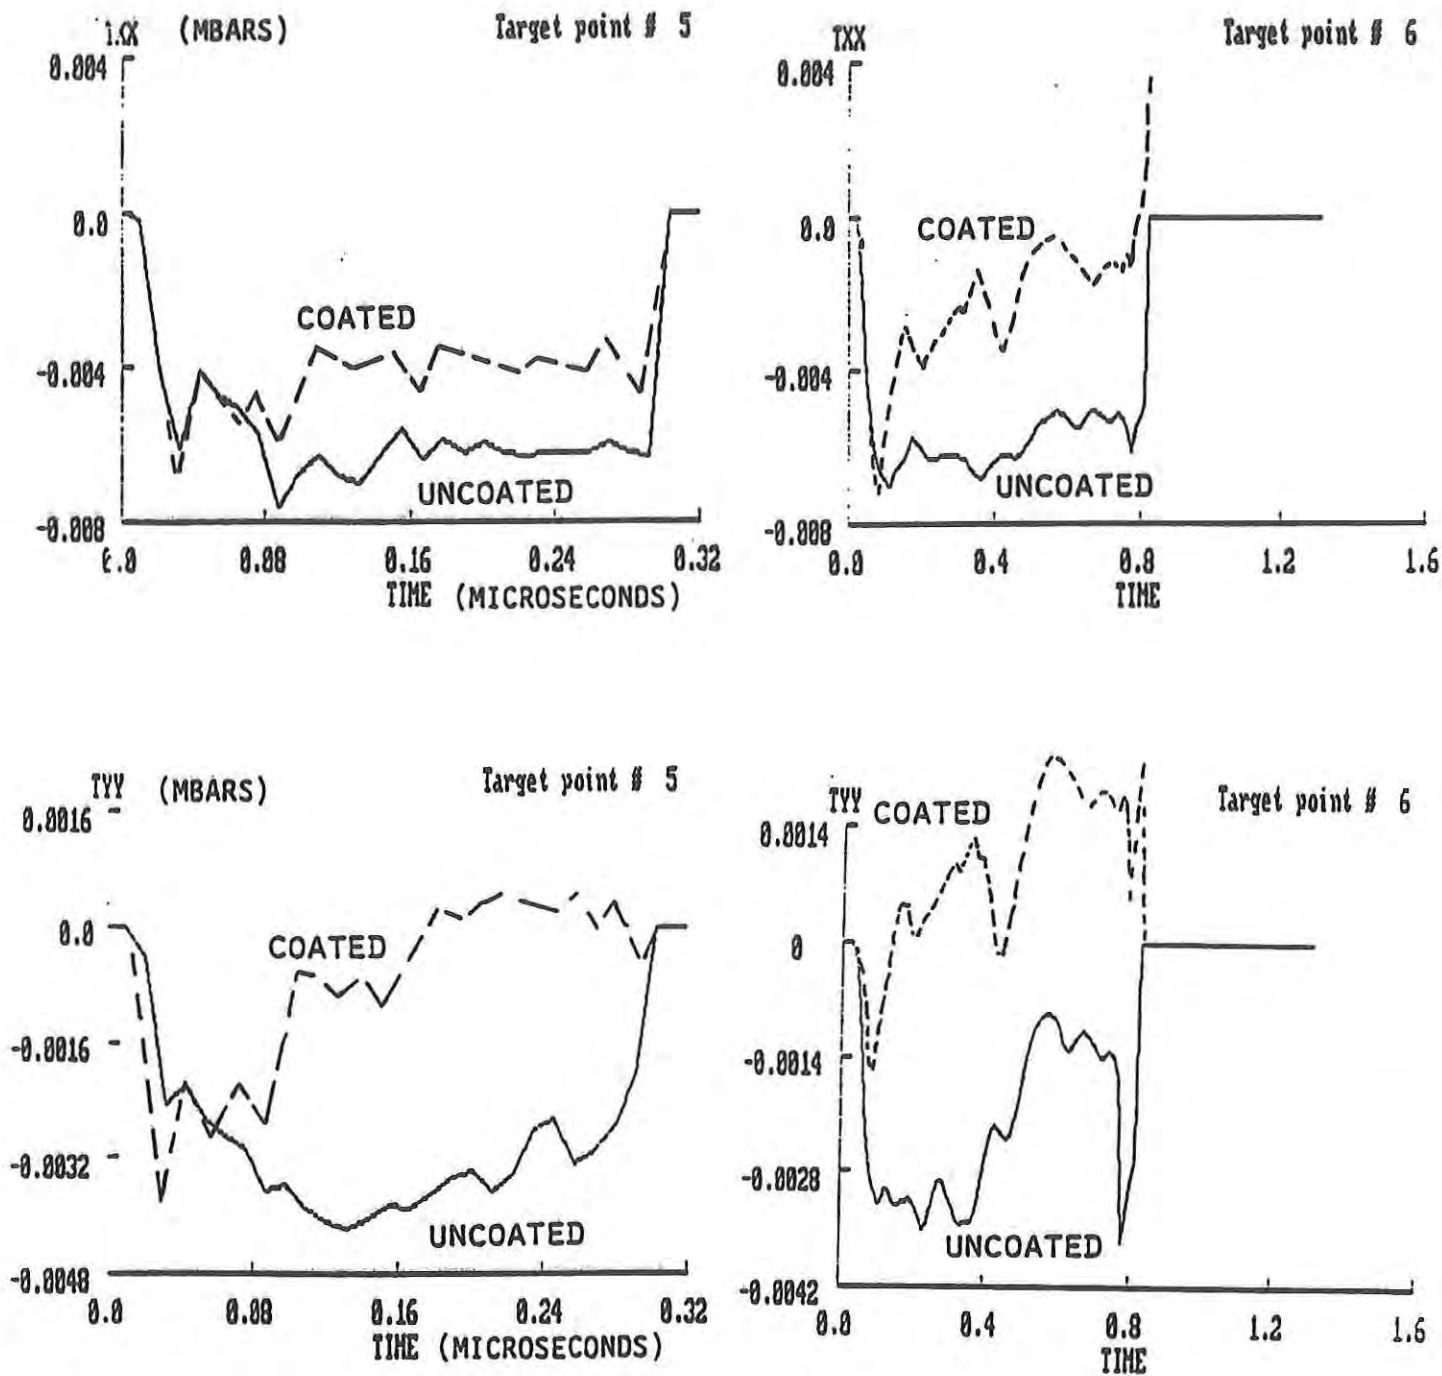 TXX (MBARS) Target point # 5
0.004
0.0
COATED
-0.004
UNCOATED
-0.008
0.0 0.08 0.16 0.24 0.32
TIME (MICROSECONDS)
TXX Target point # 6
0.004
0.0
COATED
-0.004
UNCOATED
-0.008
0.0 0.4 0.8 1.2 1.6
TIME
TYY (MBARS) Target point # 5
0.0016
0.0
COATED
-0.0016
-0.0032
UNCOATED
-0.0048
0.0 0.08 0.16 0.24 0.32
TIME (MICROSECONDS)
TYY Target point # 6
COATED
0.0014
0
-0.0014
-0.0028
UNCOATED
-0.0042
0.0 0.4 0.8 1.2 1.6
TIME